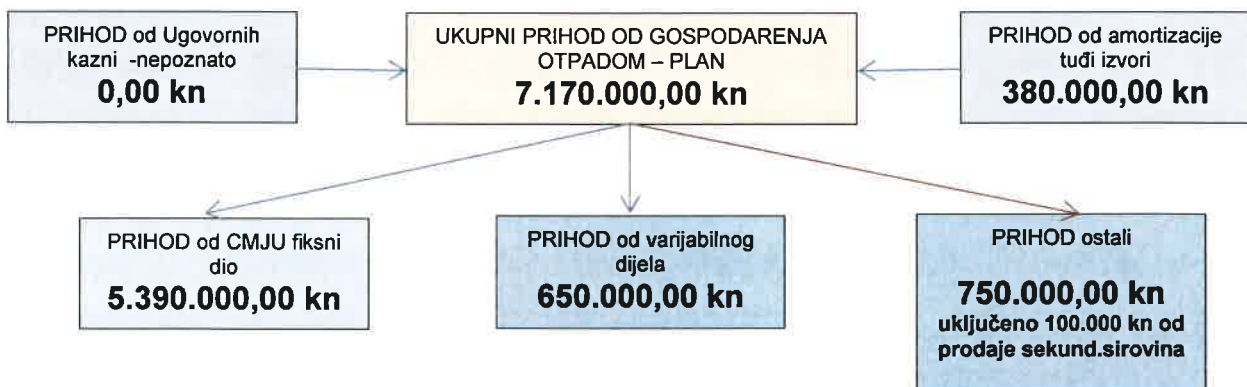 PRIHOD od Ugovornih
kazni -nepoznato
0,00 kn
UKUPNI PRIHOD OD GOSPODARENJA
OTPADOM – PLAN
7.170.000,00 kn
PRIHOD od amortizacije
tuđi izvori
380.000,00 kn
PRIHOD od CMJU fiksni
dio
5.390.000,00 kn
PRIHOD od varijabilnog
dijela
650.000,00 kn
PRIHOD ostali
750.000,00 kn
uključeno 100.000 kn od
prodaje sekund.sirovina